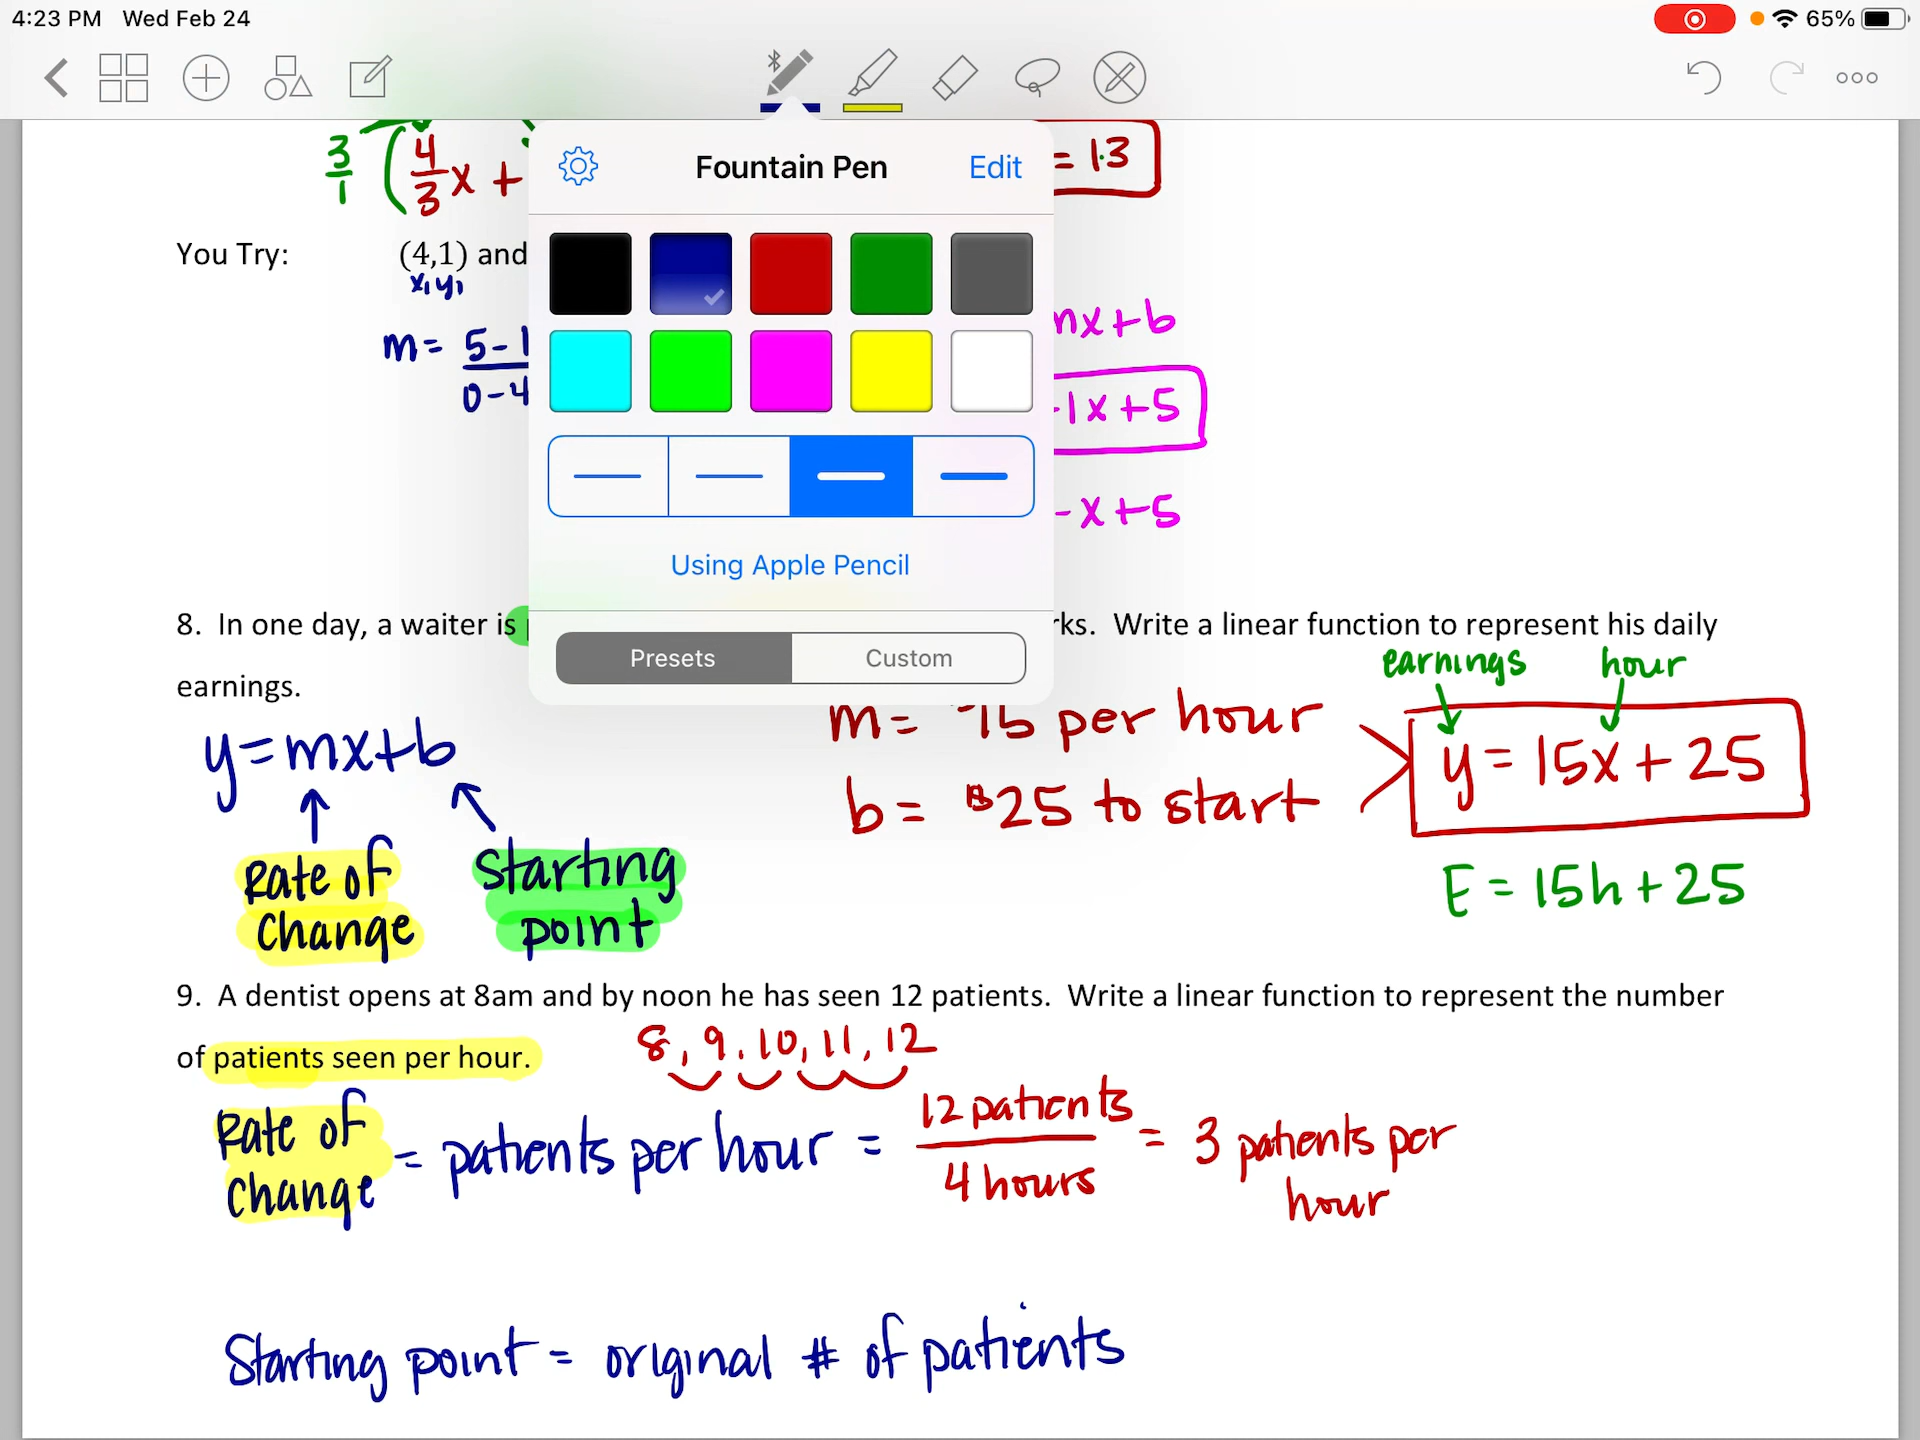 4:23 PM Wed Feb 24 65%
Fountain Pen Edit
3/1 (4/3 x + = 13
You Try: (4,1) and
x₁ y₁
mx+b
m= 5-1
0-4
-1x+5
Using Apple Pencil
-x+5
8. In one day, a waiter is rks. Write a linear function to represent his daily
Presets Custom
earnings hour
earnings.
y=mx+b
m= 15 per hour
y = 15x + 25
b = $25 to start
Rate of Change
Starting point
E = 15h + 25
9. A dentist opens at 8am and by noon he has seen 12 patients. Write a linear function to represent the number
of patients seen per hour.
8, 9, 10, 11, 12
Rate of Change = patients per hour = 12 patients / 4 hours = 3 patients per hour
Starting point = original # of patients